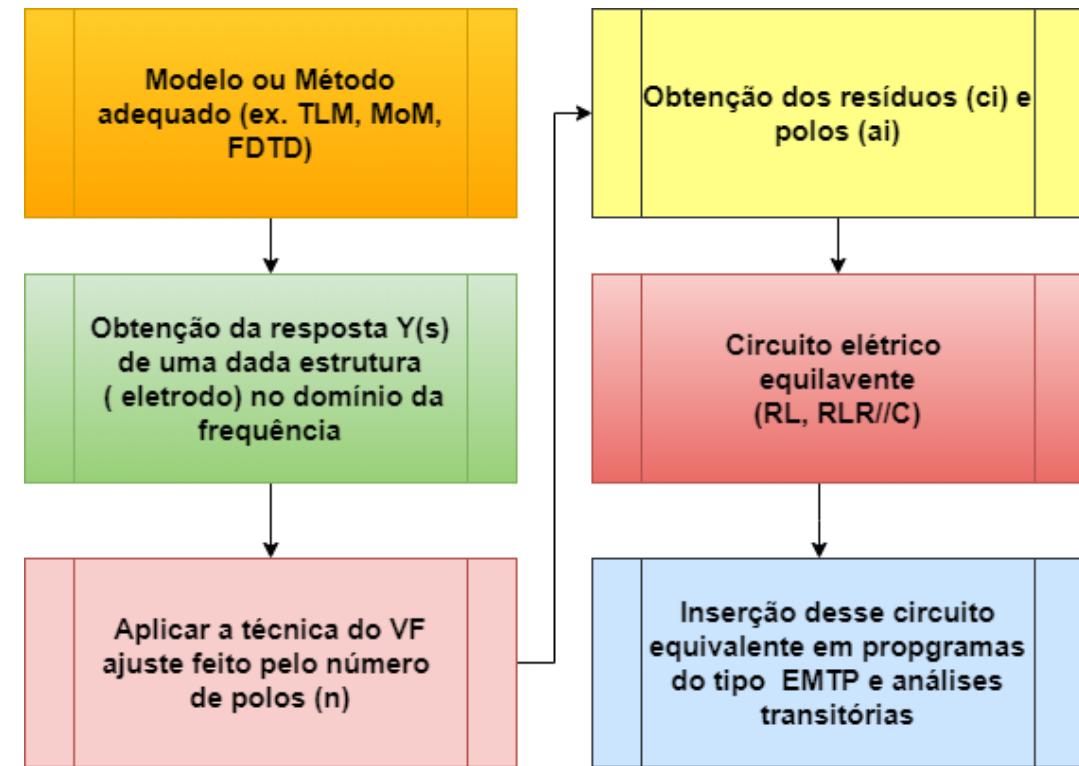 Modelo ou Método
adequado (ex. TLM, MoM,
FDTD)
Obtenção da resposta Y(s)
de uma dada estrutura
( eletrodo) no domínio da
frequência
Aplicar a técnica do VF
ajuste feito pelo número
de polos (n)
Obtenção dos resíduos (ci) e
polos (ai)
Circuito elétrico
equilavente
(RL, RLR//C)
Inserção desse circuito
equivalente em propgramas
do tipo EMTP e análises
transitórias